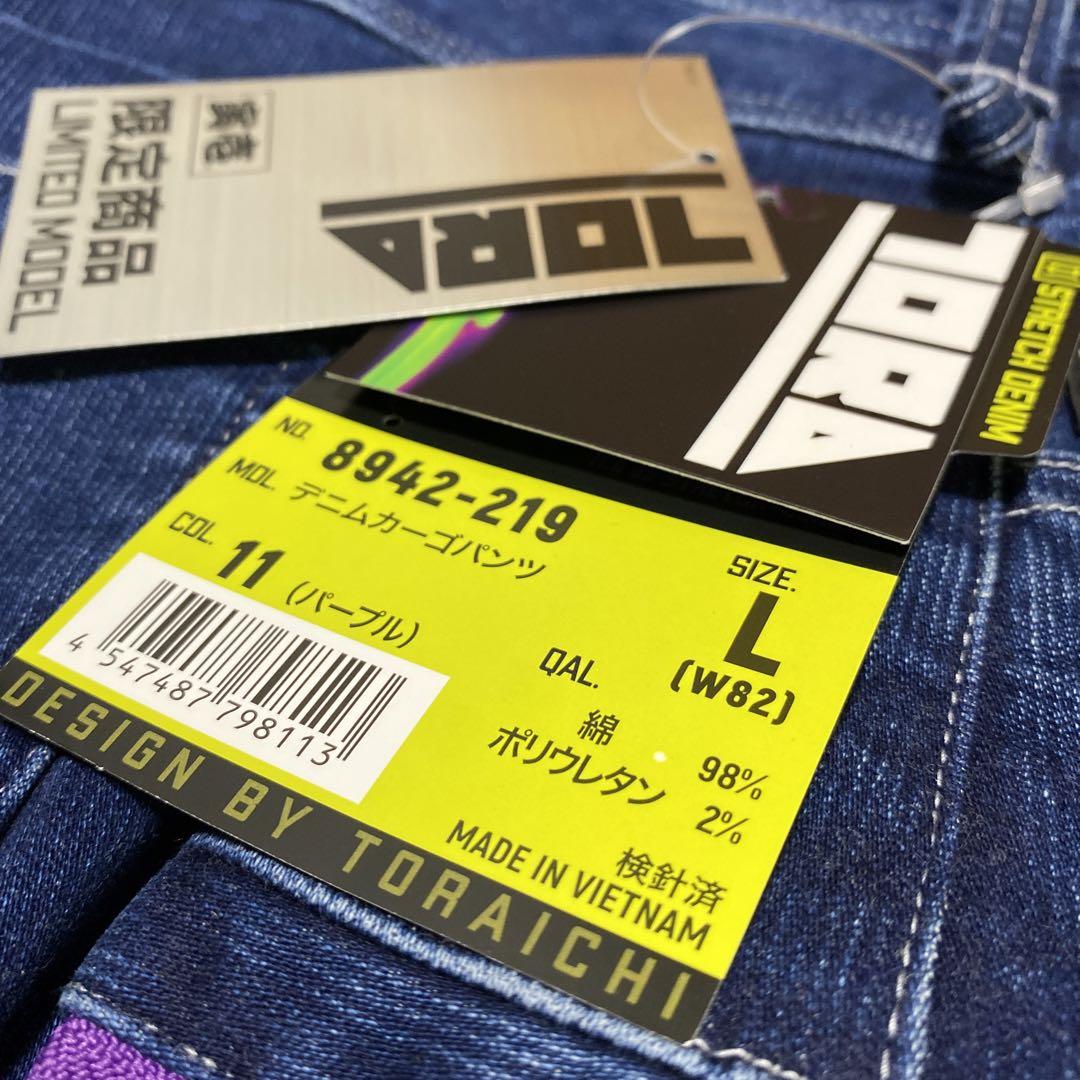 寅壱
限定商品
LIMITED MODEL
TORA
TORA
STRETCH DENIM
NO. 8942-219
MDL. デニムカーゴパンツ
COL. 11 (パープル)
SIZE.
L
(W82)
QAL.
綿 98%
ポリウレタン 2%
検針済
MADE IN VIETNAM
4 547487 798113
DESIGN BY TORAICHI